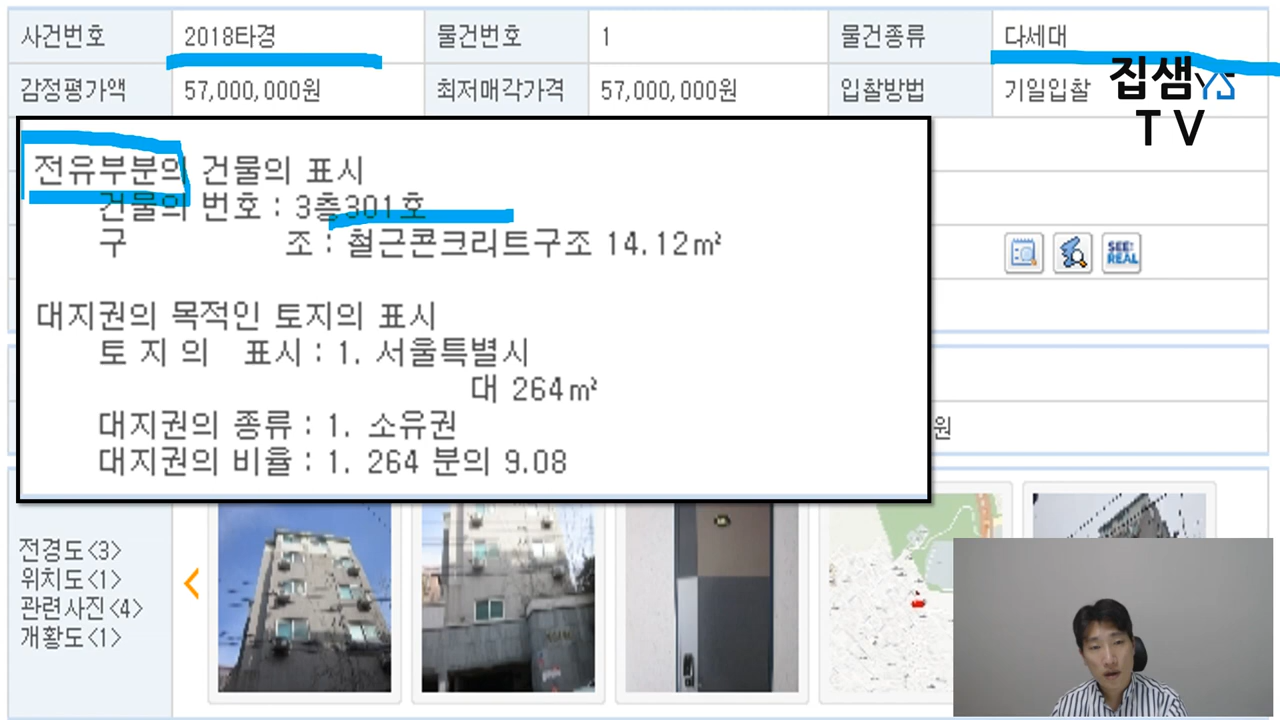 사건번호 2018타경 물건번호 1 물건종류 다세대
감정평가액 57,000,000원 최저매각가격 57,000,000원 입찰방법 기일입찰
집샘
TV
전유부분의 건물의 표시
건물의 번호 : 3층301호
구 조 : 철근콘크리트구조 14.12㎡
SEE:
REAL
대지권의 목적인 토지의 표시
토 지 의 표시 : 1. 서울특별시
대 264㎡
대지권의 종류 : 1. 소유권
원
대지권의 비율 : 1. 264 분의 9.08
전경도<3>
위치도<1>
관련사진<4>
개황도<1>